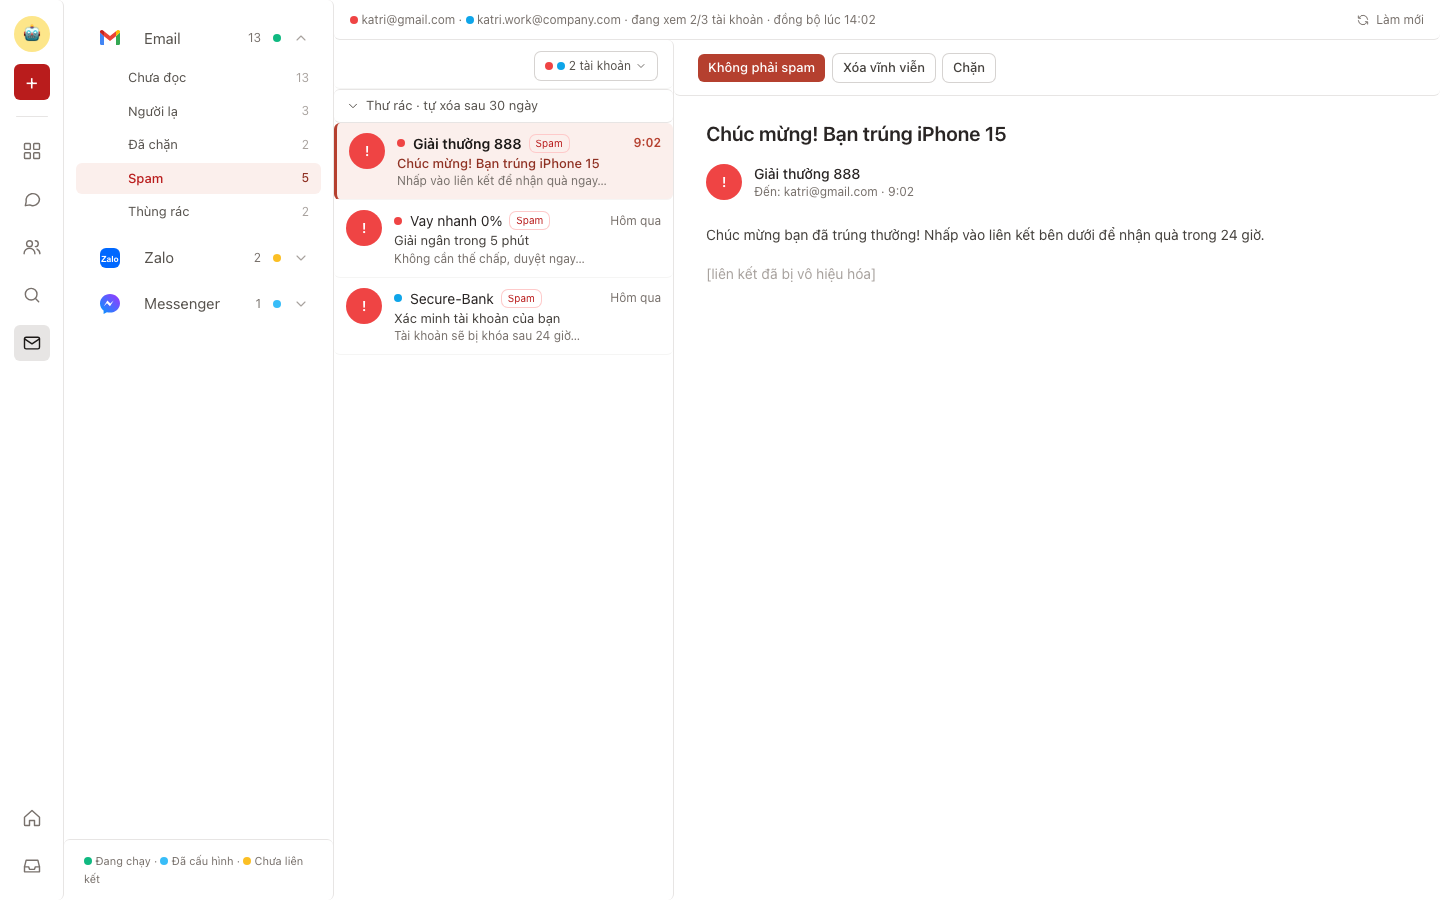 katri@gmail.com · katri.work@company.com · đang xem 2/3 tài khoản · đồng bộ lúc 14:02
Làm mới
Email 13
Chưa đọc 13
Người lạ 3
Đã chặn 2
Spam 5
Thùng rác 2
Zalo Zalo 2
Messenger 1
Đang chạy · Đã cấu hình · Chưa liên
kết
2 tài khoản
Thư rác · tự xóa sau 30 ngày
! Giải thưởng 888 Spam 9:02
Chúc mừng! Bạn trúng iPhone 15
Nhấp vào liên kết để nhận quà ngay...
! Vay nhanh 0% Spam Hôm qua
Giải ngân trong 5 phút
Không cần thế chấp, duyệt ngay...
! Secure-Bank Spam Hôm qua
Xác minh tài khoản của bạn
Tài khoản sẽ bị khóa sau 24 giờ...
Không phải spam Xóa vĩnh viễn Chặn
Chúc mừng! Bạn trúng iPhone 15
! Giải thưởng 888
Đến: katri@gmail.com · 9:02
Chúc mừng bạn đã trúng thưởng! Nhấp vào liên kết bên dưới để nhận quà trong 24 giờ.
[liên kết đã bị vô hiệu hóa]